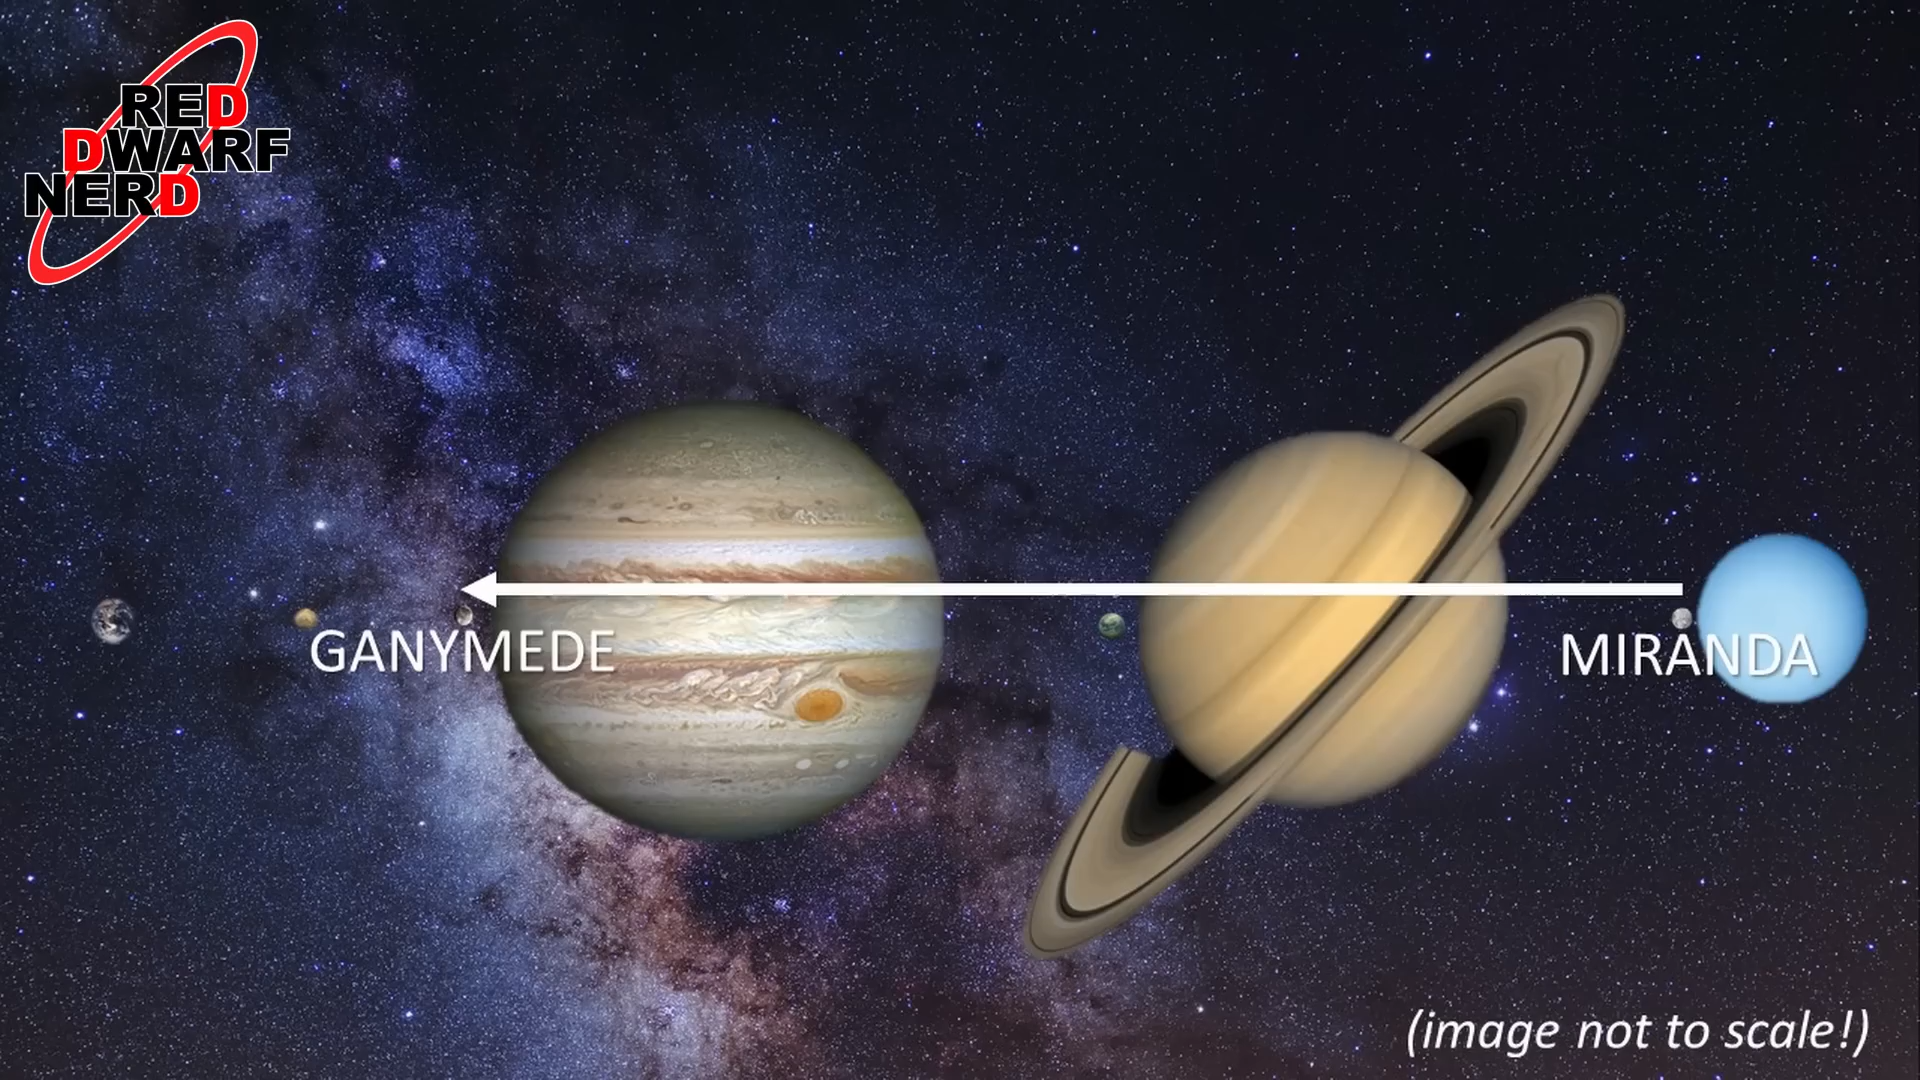 RED
DWARF
NERD
GANYMEDE
MIRANDA
(image not to scale!)